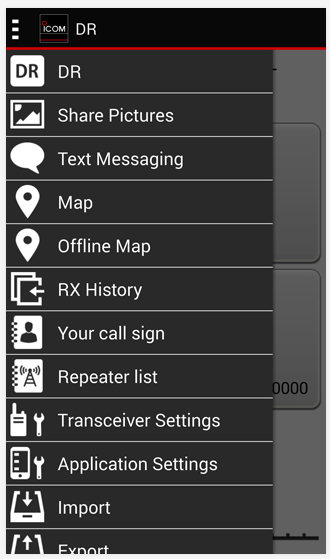 ICOM DR
DR DR
Share Pictures
Text Messaging
Map
Offline Map
RX History
Your call sign
Repeater list
0000
Transceiver Settings
Application Settings
Import
Export